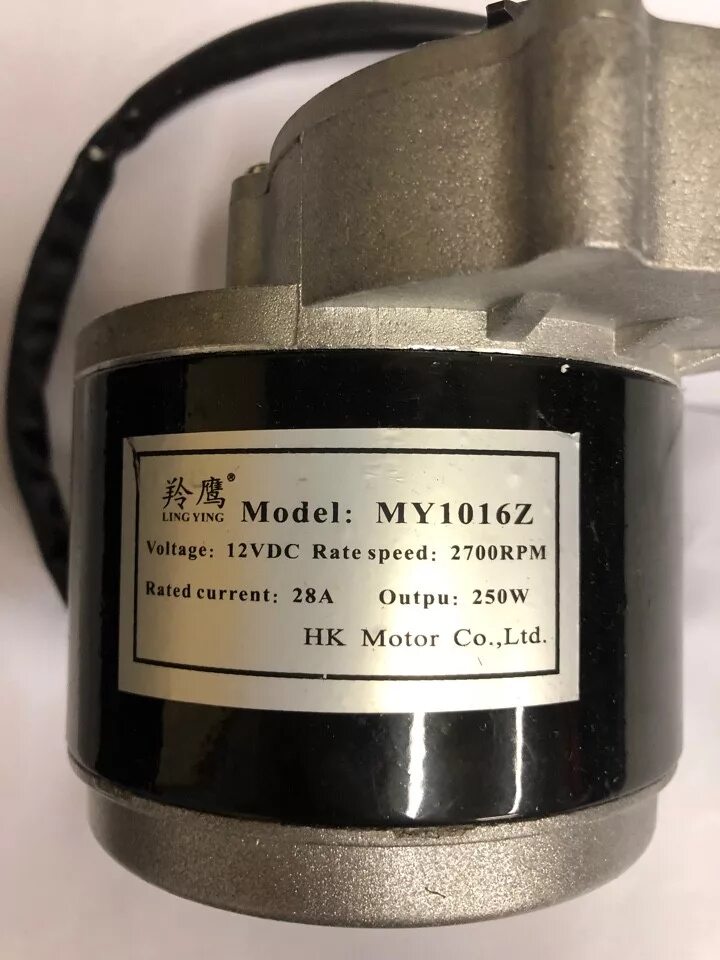 羚鹰®
LING YING
Model: MY1016Z
Voltage: 12VDC Rate speed: 2700RPM
Rated current: 28A Outpu: 250W
HK Motor Co.,Ltd.